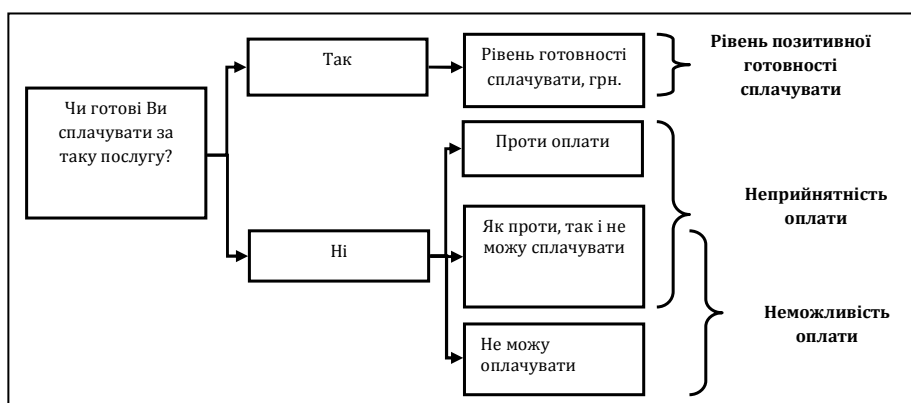 Чи готові Ви
сплачувати за
таку послугу?
Так
Рівень готовності
сплачувати, грн.
Рівень позитивної
готовності
сплачувати
Ні
Проти оплати
Як проти, так і не
можу сплачувати
Не можу
оплачувати
Неприйнятність
оплати
Неможливість
оплати